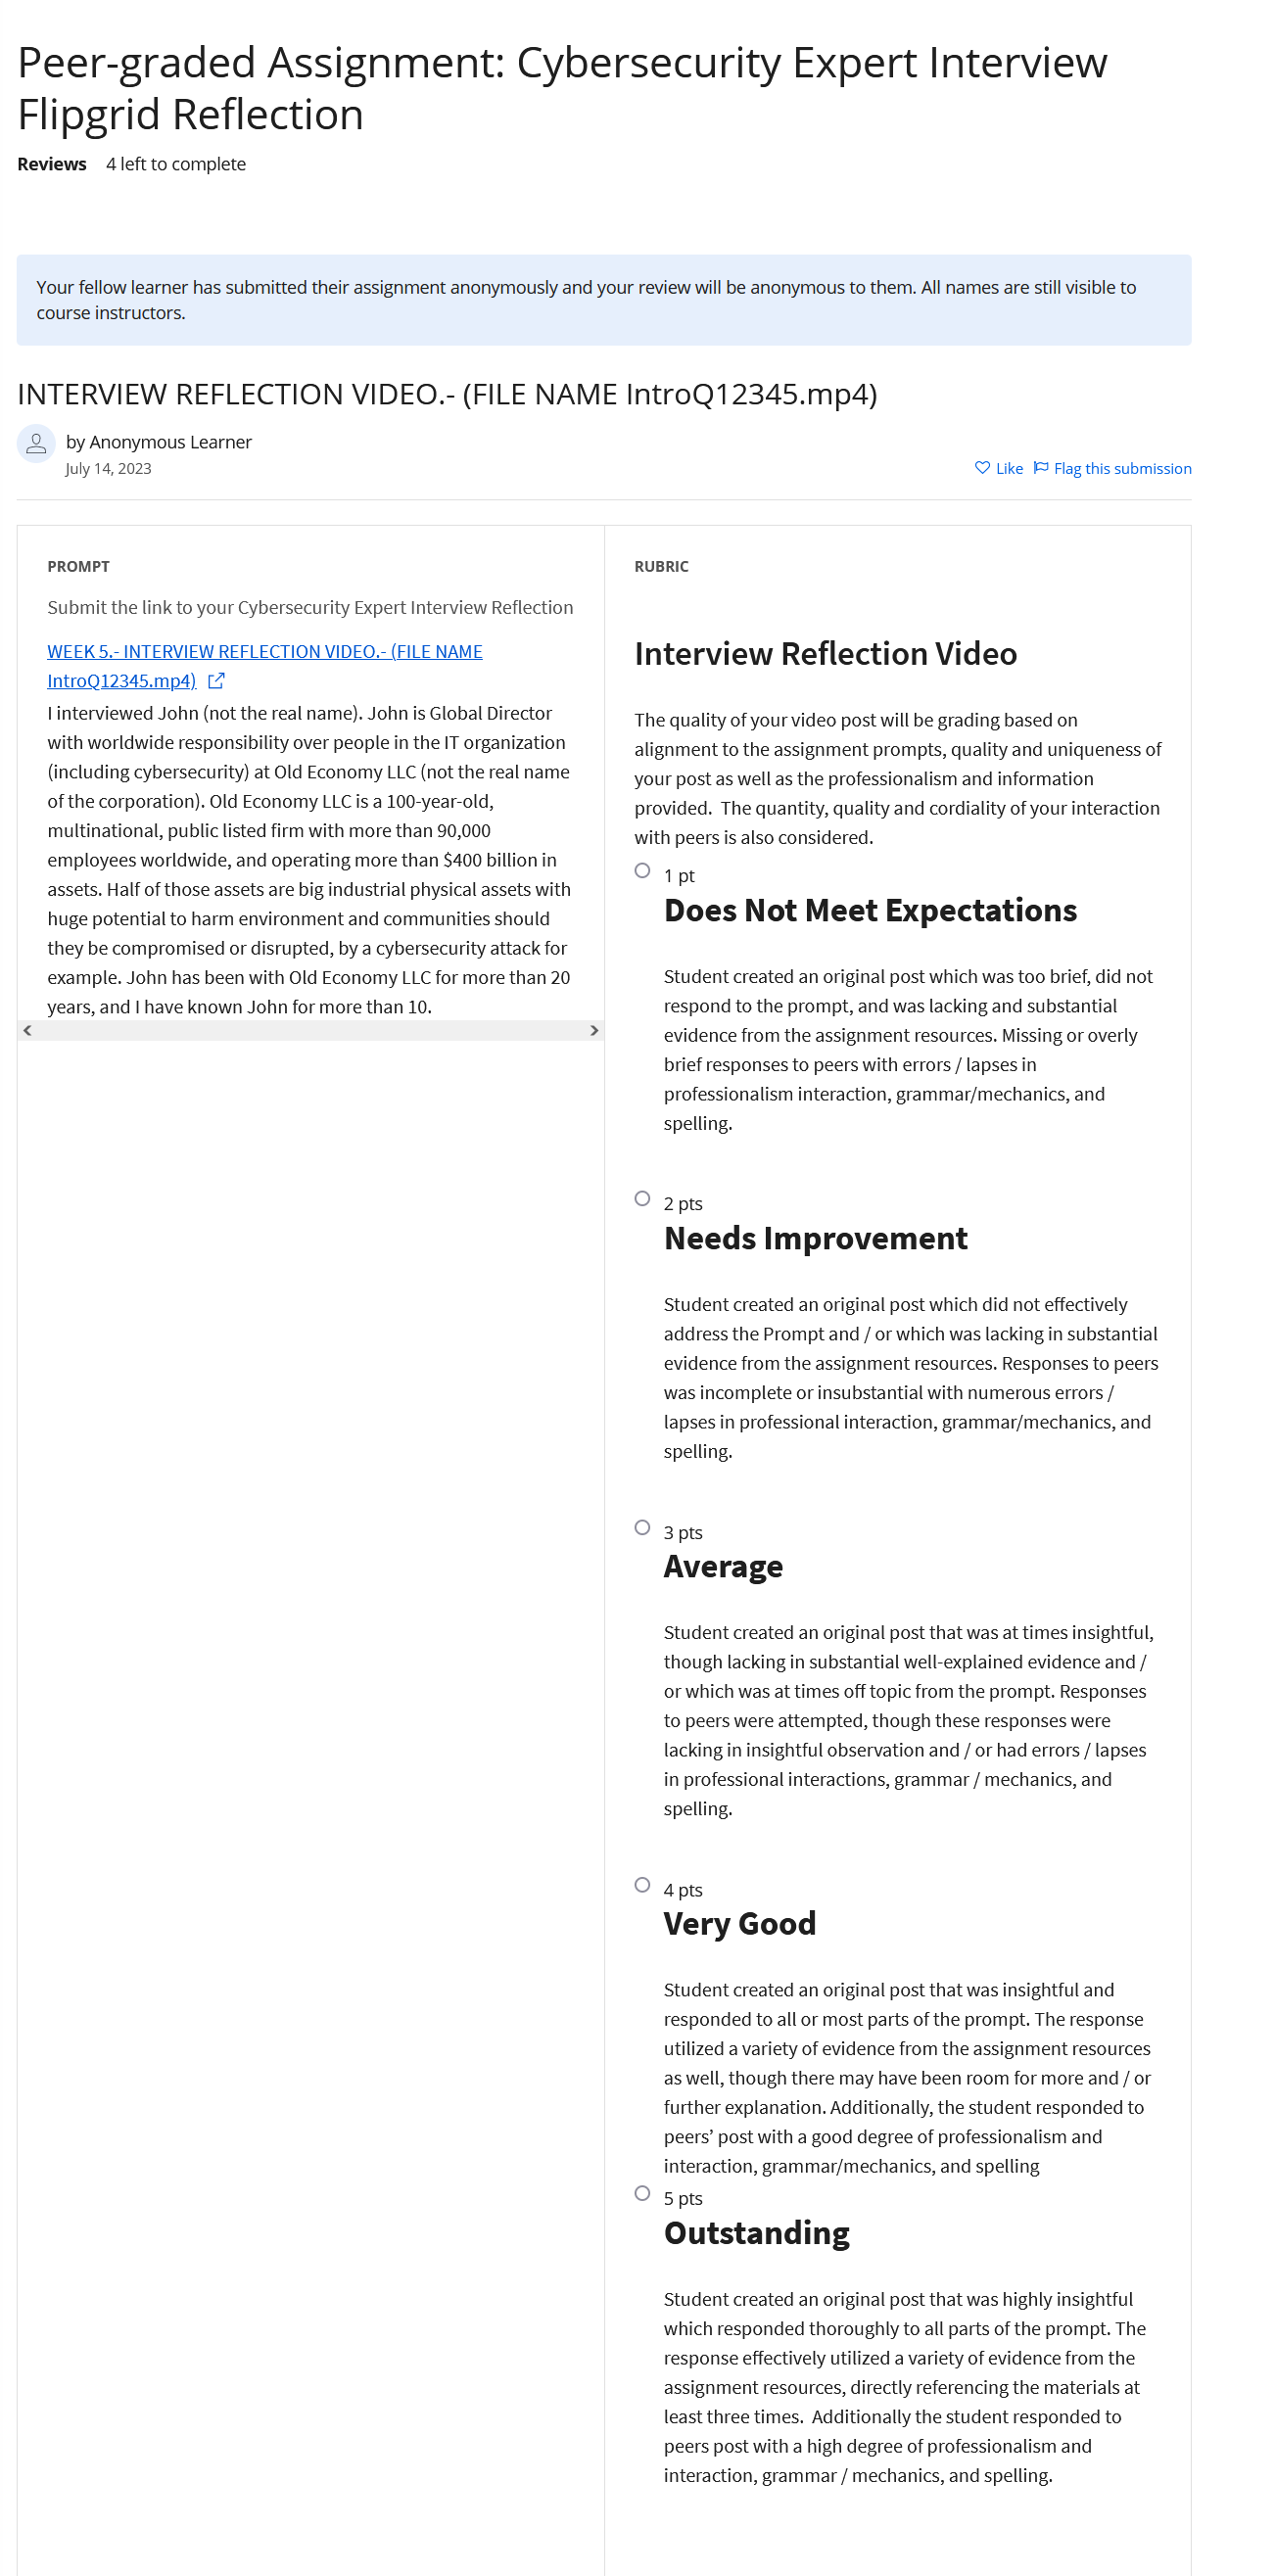 Peer-graded Assignment: Cybersecurity Expert Interview
Flipgrid Reflection
Reviews 4 left to complete
Your fellow learner has submitted their assignment anonymously and your review will be anonymous to them. All names are still visible to
course instructors.
INTERVIEW REFLECTION VIDEO.- (FILE NAME IntroQ12345.mp4)
by Anonymous Learner
July 14, 2023
Like Flag this submission
PROMPT
Submit the link to your Cybersecurity Expert Interview Reflection
WEEK 5.- INTERVIEW REFLECTION VIDEO.- (FILE NAME
IntroQ12345.mp4)
I interviewed John (not the real name). John is Global Director
with worldwide responsibility over people in the IT organization
(including cybersecurity) at Old Economy LLC (not the real name
of the corporation). Old Economy LLC is a 100-year-old,
multinational, public listed firm with more than 90,000
employees worldwide, and operating more than $400 billion in
assets. Half of those assets are big industrial physical assets with
huge potential to harm environment and communities should
they be compromised or disrupted, by a cybersecurity attack for
example. John has been with Old Economy LLC for more than 20
years, and I have known John for more than 10.
RUBRIC
Interview Reflection Video
The quality of your video post will be grading based on
alignment to the assignment prompts, quality and uniqueness of
your post as well as the professionalism and information
provided.  The quantity, quality and cordiality of your interaction
with peers is also considered.
1 pt
Does Not Meet Expectations
Student created an original post which was too brief, did not
respond to the prompt, and was lacking and substantial
evidence from the assignment resources. Missing or overly
brief responses to peers with errors / lapses in
professionalism interaction, grammar/mechanics, and
spelling.
2 pts
Needs Improvement
Student created an original post which did not effectively
address the Prompt and / or which was lacking in substantial
evidence from the assignment resources. Responses to peers
was incomplete or insubstantial with numerous errors /
lapses in professional interaction, grammar/mechanics, and
spelling.
3 pts
Average
Student created an original post that was at times insightful,
though lacking in substantial well-explained evidence and /
or which was at times off topic from the prompt. Responses
to peers were attempted, though these responses were
lacking in insightful observation and / or had errors / lapses
in professional interactions, grammar / mechanics, and
spelling.
4 pts
Very Good
Student created an original post that was insightful and
responded to all or most parts of the prompt. The response
utilized a variety of evidence from the assignment resources
as well, though there may have been room for more and / or
further explanation. Additionally, the student responded to
peers’ post with a good degree of professionalism and
interaction, grammar/mechanics, and spelling
5 pts
Outstanding
Student created an original post that was highly insightful
which responded thoroughly to all parts of the prompt. The
response effectively utilized a variety of evidence from the
assignment resources, directly referencing the materials at
least three times.  Additionally the student responded to
peers post with a high degree of professionalism and
interaction, grammar / mechanics, and spelling.